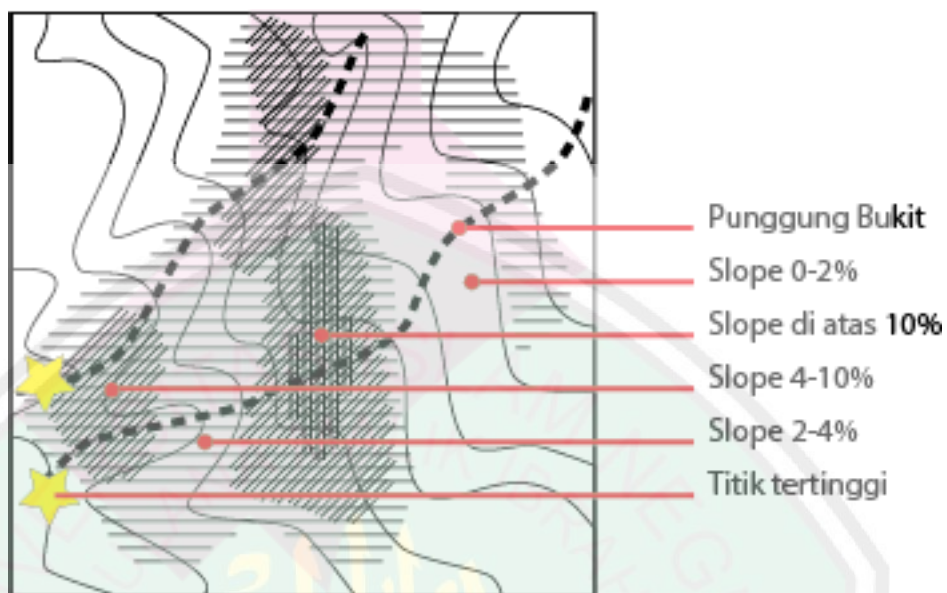 Punggung Bukit
Slope 0-2%
Slope di atas 10%
Slope 4-10%
Slope 2-4%
Titik tertinggi